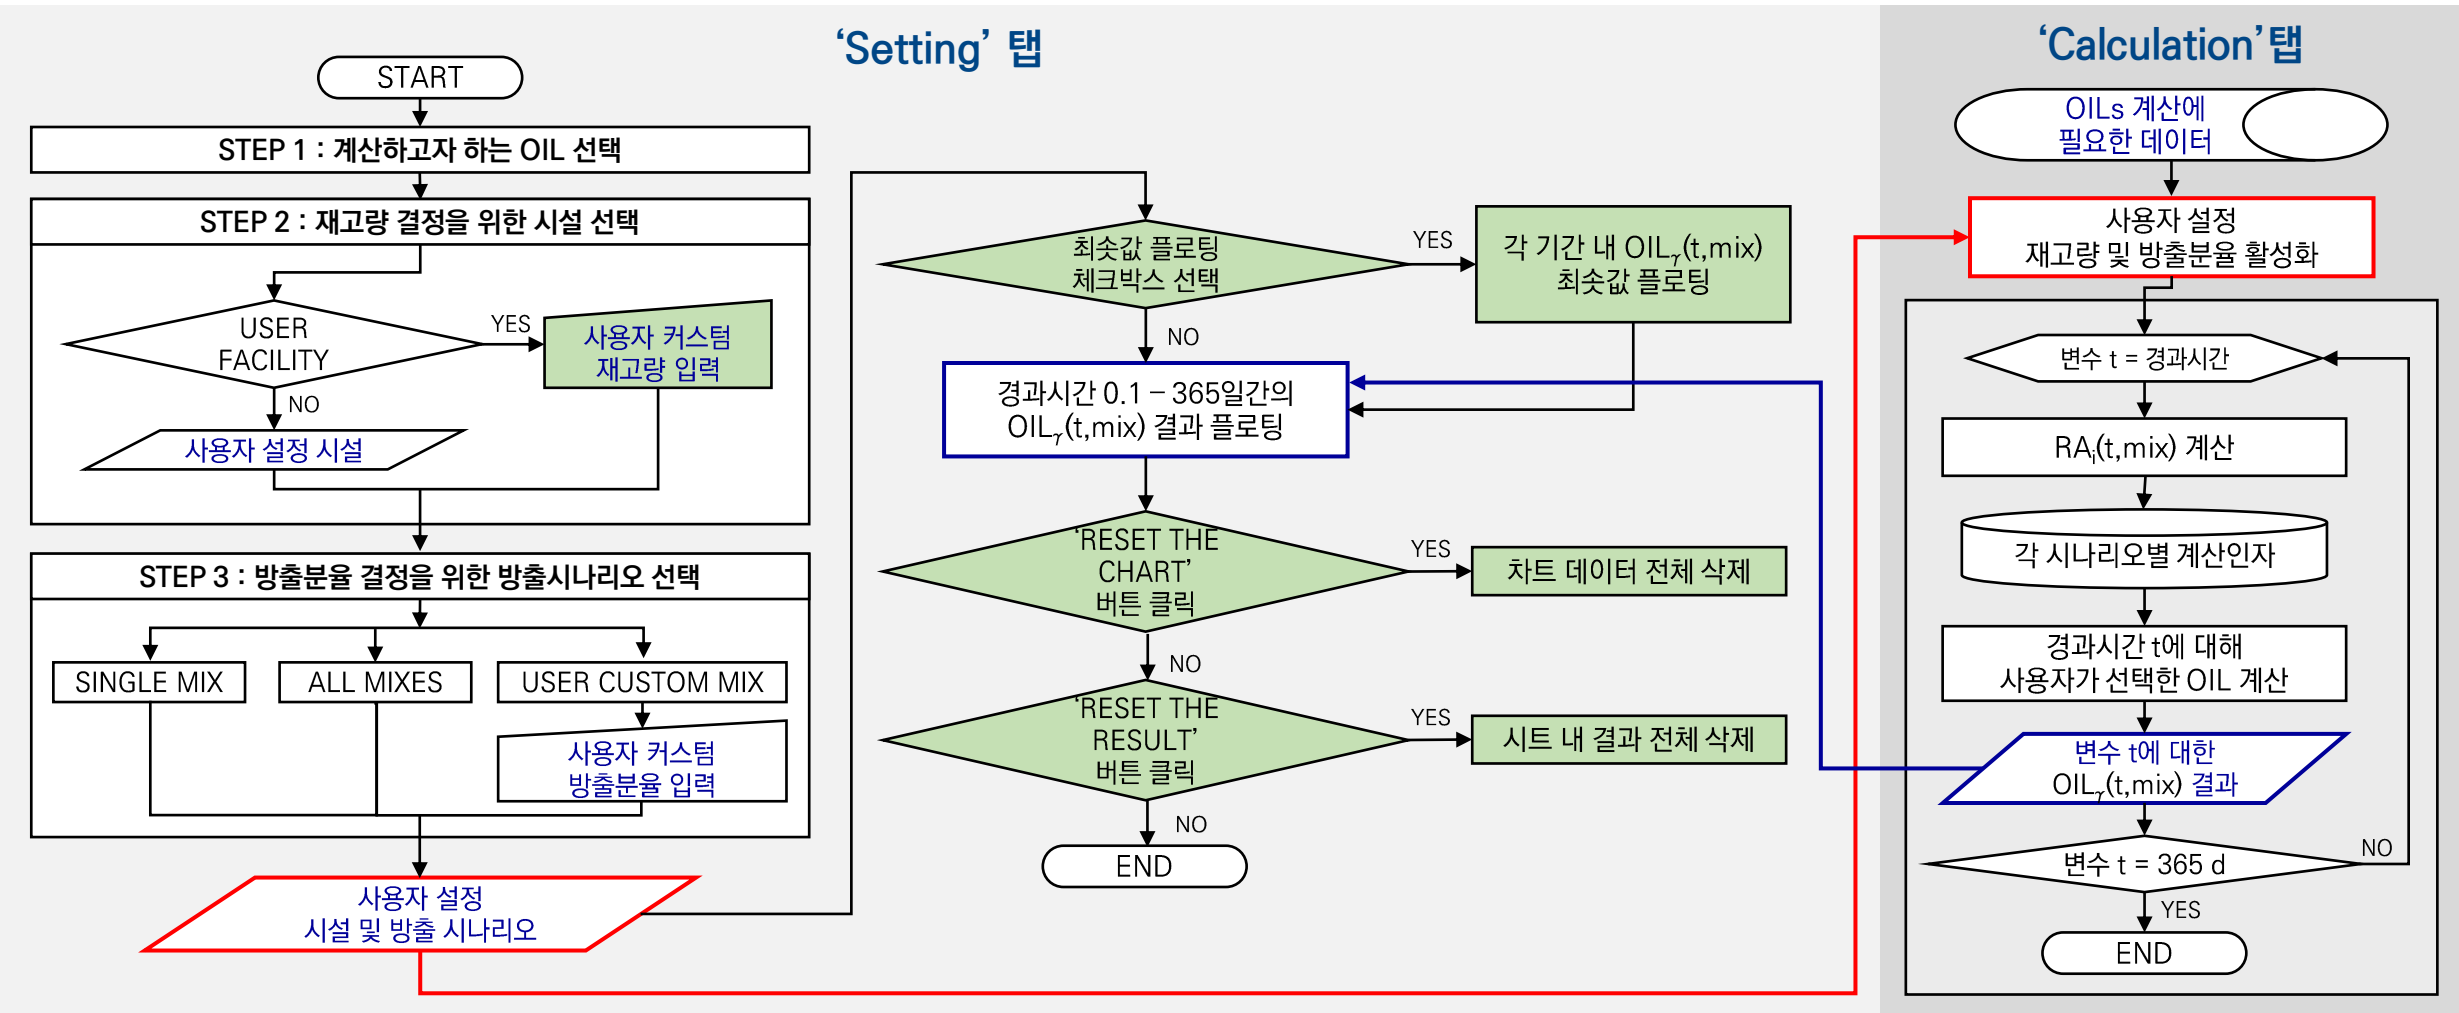 ‘Setting’ 탭
START
STEP 1 : 계산하고자 하는 OIL 선택
STEP 2 : 재고량 결정을 위한 시설 선택
USER
FACILITY
YES
사용자 커스텀
재고량 입력
NO
사용자 설정 시설
STEP 3 : 방출분율 결정을 위한 방출시나리오 선택
SINGLE MIX
ALL MIXES
USER CUSTOM MIX
사용자 커스텀
방출분율 입력
사용자 설정
시설 및 방출 시나리오
최솟값 플로팅
체크박스 선택
YES
각 기간 내 OILᵧ(t,mix)
최솟값 플로팅
NO
경과시간 0.1 – 365일간의
OILᵧ(t,mix) 결과 플로팅
‘RESET THE
CHART’
버튼 클릭
YES
차트 데이터 전체 삭제
NO
‘RESET THE
RESULT’
버튼 클릭
YES
시트 내 결과 전체 삭제
NO
END
‘Calculation’ 탭
OILs 계산에
필요한 데이터
사용자 설정
재고량 및 방출분율 활성화
변수 t = 경과시간
RAᵢ(t,mix) 계산
각 시나리오별 계산인자
경과시간 t에 대해
사용자가 선택한 OIL 계산
변수 t에 대한
OILᵧ(t,mix) 결과
변수 t = 365 d
NO
YES
END